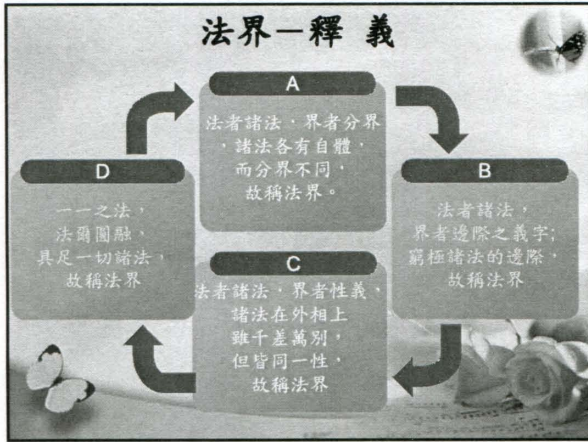 法界－釋 義
A
法者諸法，界者分界
，諸法各有自體，
而分界不同，
故稱法界。
B
法者諸法，
界者邊際之義字;
窮極諸法的邊際，
故稱法界
C
法者諸法，界者性義，
諸法在外相上
雖千差萬別，
但皆同一性，
故稱法界
D
一一之法，
法爾圓融，
具足一切諸法，
故稱法界